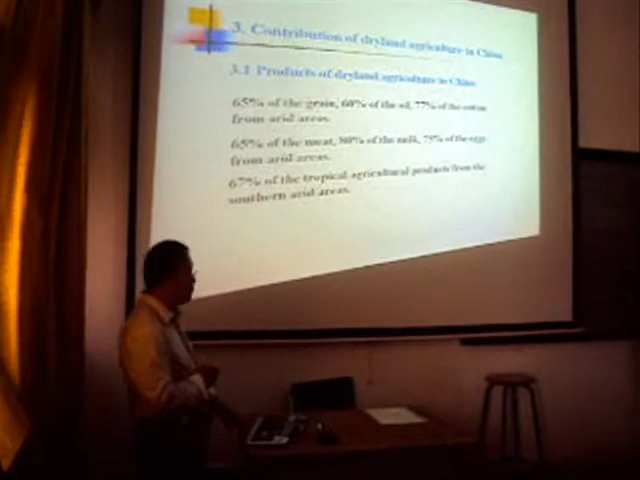 3. Contribution of dryland agriculture in China
3.1 Products of dryland agriculture in China
65% of the grain, 60% of the oil, 77% of the cotton
from arid areas.
65% of the meat, 80% of the milk, 75% of the eggs
from arid areas.
67% of the tropical agricultural products from the
southern arid areas.